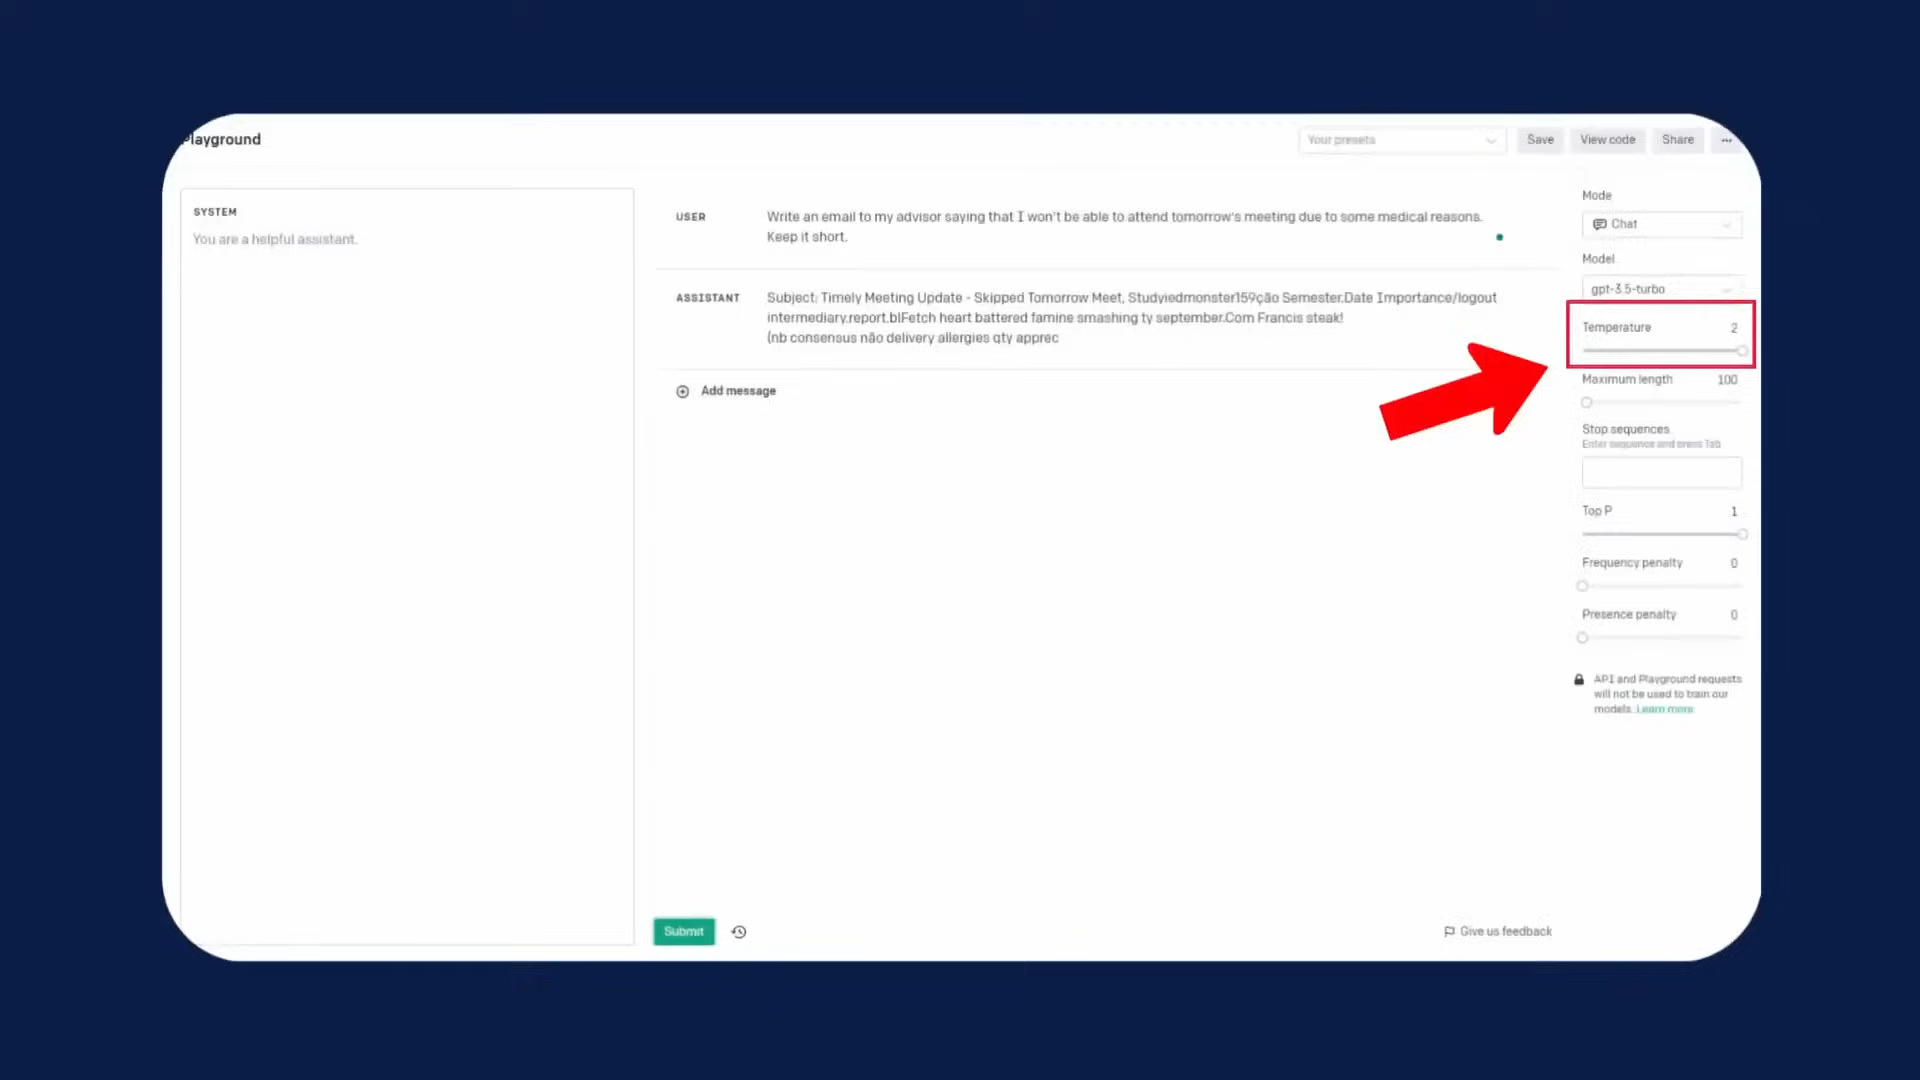 Playground
Your presets
Save
View code
Share
SYSTEM
You are a helpful assistant.
USER
Write an email to my advisor saying that I won't be able to attend tomorrow's meeting due to some medical reasons.
Keep it short.
ASSISTANT
Subject: Timely Meeting Update - Skipped Tomorrow Meet, Studyiedmonster159ção Semester.Date Importance/logout
intermediary.report.blFetch heart battered famine smashing ty september.Com Francis steak!
(nb consensus não delivery allergies qty apprec
Add message
Mode
Chat
Model
gpt-3.5-turbo
Temperature 2
Maximum length 100
Stop sequences
Enter sequence and press Tab
Top P 1
Frequency penalty 0
Presence penalty 0
API and Playground requests
will not be used to train our
models. Learn more
Submit
Give us feedback